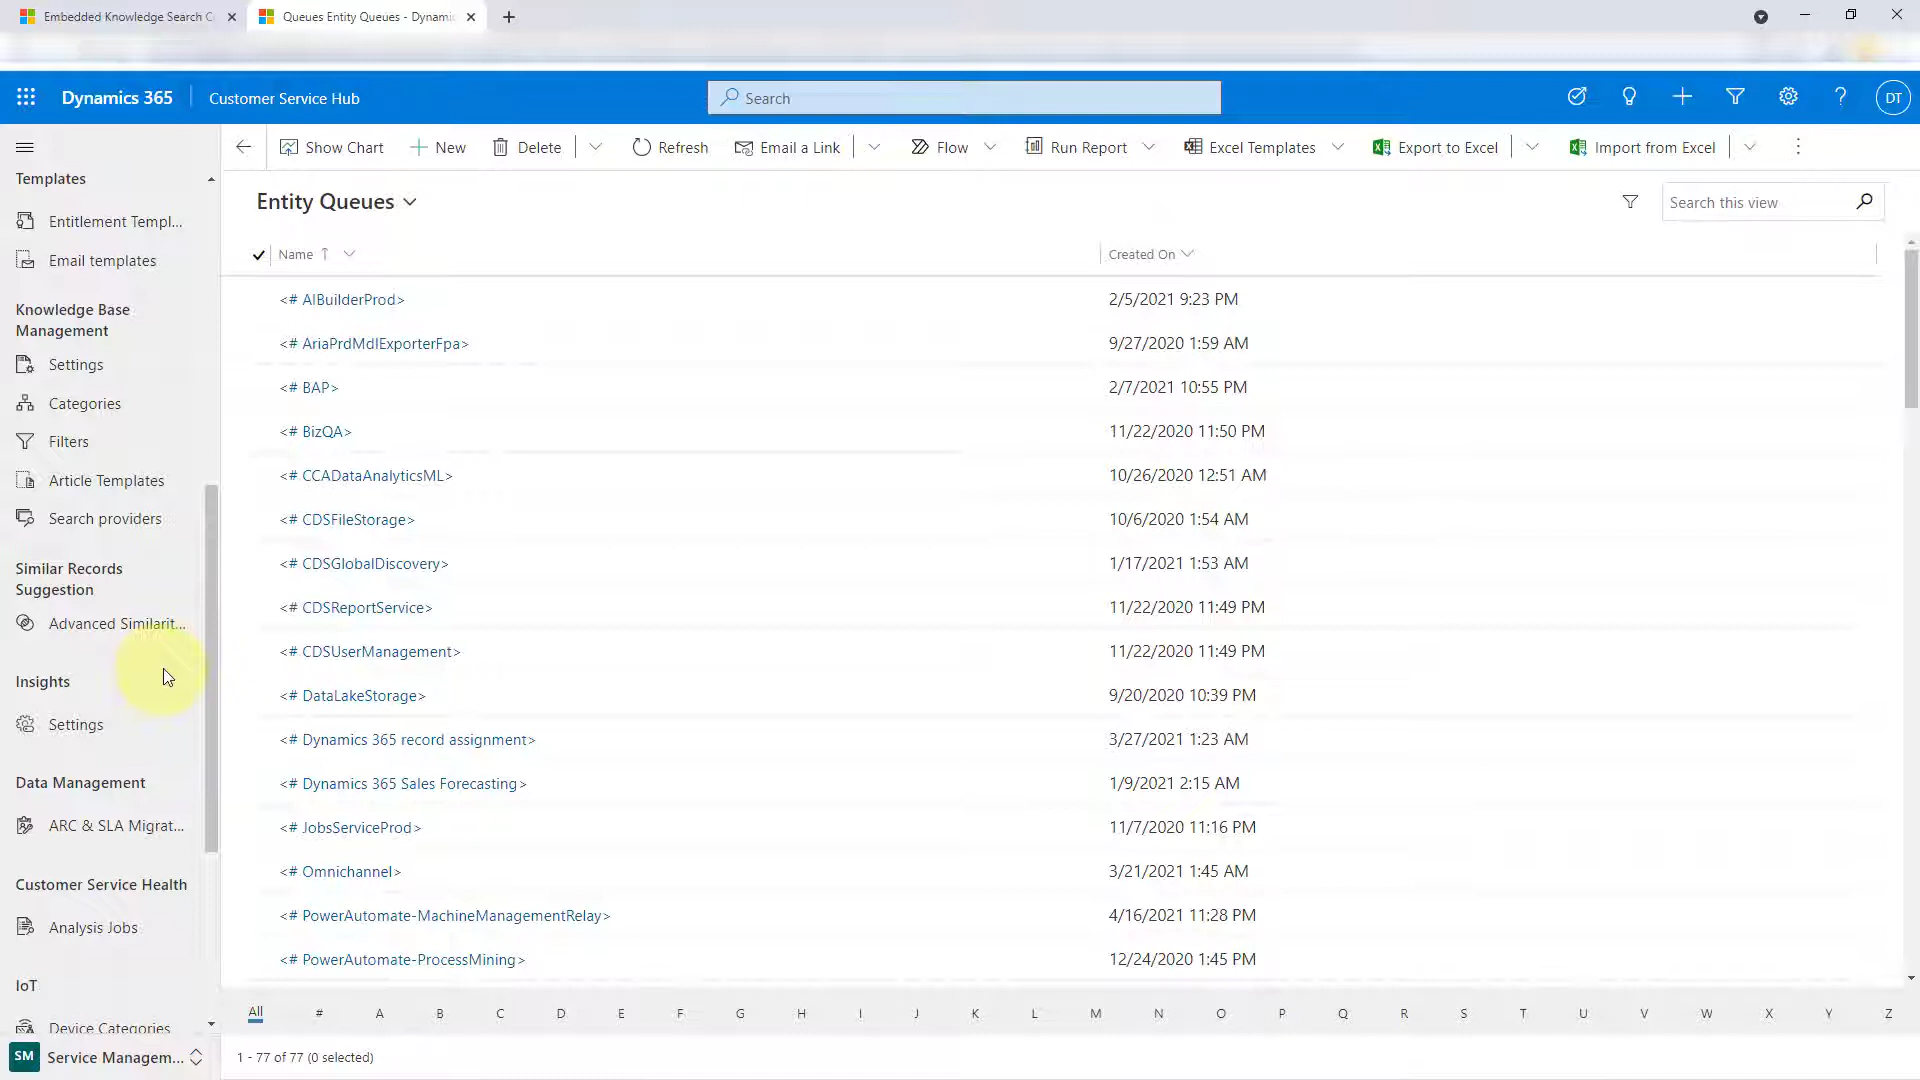 Embedded Knowledge Search C
Queues Entity Queues - Dynamic
Dynamics 365
Customer Service Hub
Search
DT
Show Chart
New
Delete
Refresh
Email a Link
Flow
Run Report
Excel Templates
Export to Excel
Import from Excel
Templates
Entitlement Templ...
Email templates
Knowledge Base
Management
Settings
Categories
Filters
Article Templates
Search providers
Similar Records
Suggestion
Advanced Similarit...
Insights
Settings
Data Management
ARC & SLA Migrat...
Customer Service Health
Analysis Jobs
IoT
Device Categories
SM Service Managem...
Entity Queues
Search this view
Name Created On
<# AIBuilderProd> 2/5/2021 9:23 PM
<# AriaPrdMdlExporterFpa> 9/27/2020 1:59 AM
<# BAP> 2/7/2021 10:55 PM
<# BizQA> 11/22/2020 11:50 PM
<# CCADataAnalyticsML> 10/26/2020 12:51 AM
<# CDSFileStorage> 10/6/2020 1:54 AM
<# CDSGlobalDiscovery> 1/17/2021 1:53 AM
<# CDSReportService> 11/22/2020 11:49 PM
<# CDSUserManagement> 11/22/2020 11:49 PM
<# DataLakeStorage> 9/20/2020 10:39 PM
<# Dynamics 365 record assignment> 3/27/2021 1:23 AM
<# Dynamics 365 Sales Forecasting> 1/9/2021 2:15 AM
<# JobsServiceProd> 11/7/2020 11:16 PM
<# Omnichannel> 3/21/2021 1:45 AM
<# PowerAutomate-MachineManagementRelay> 4/16/2021 11:28 PM
<# PowerAutomate-ProcessMining> 12/24/2020 1:45 PM
All # A B C D E F G H I J K L M N O P Q R S T U V W X Y Z
1 - 77 of 77 (0 selected)